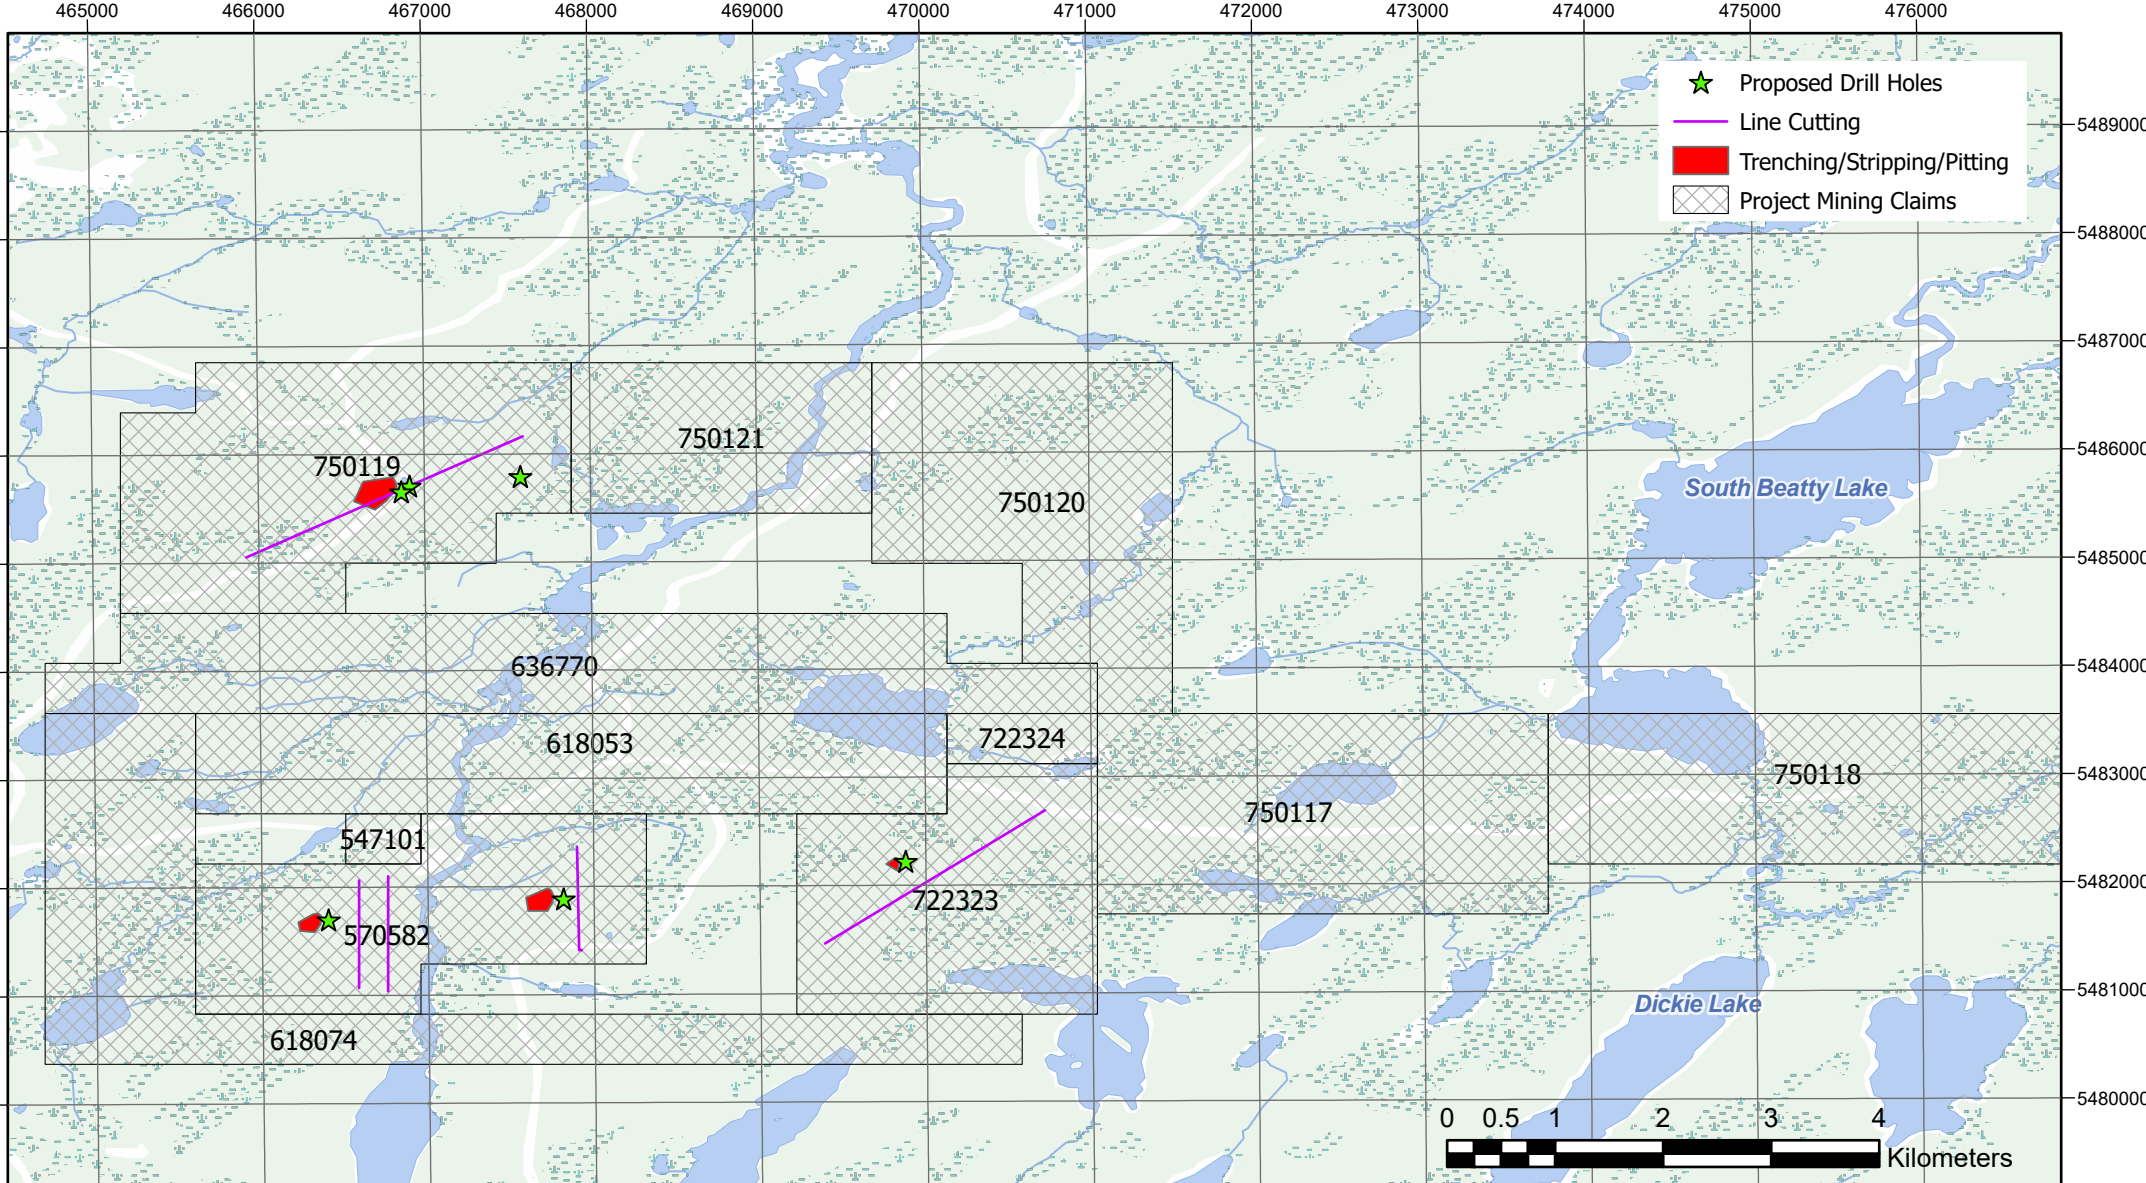 465000 466000 467000 468000 469000 470000 471000 472000 473000 474000 475000 476000
Proposed Drill Holes
Line Cutting
Trenching/Stripping/Pitting
Project Mining Claims
5489000
5488000
5487000
5486000
5485000
5484000
5483000
5482000
5481000
5480000
750121
750119
750120
South Beatty Lake
636770
618053
722324
750118
750117
547101
722323
570582
Dickie Lake
618074
0 0.5 1 2 3 4
Kilometers